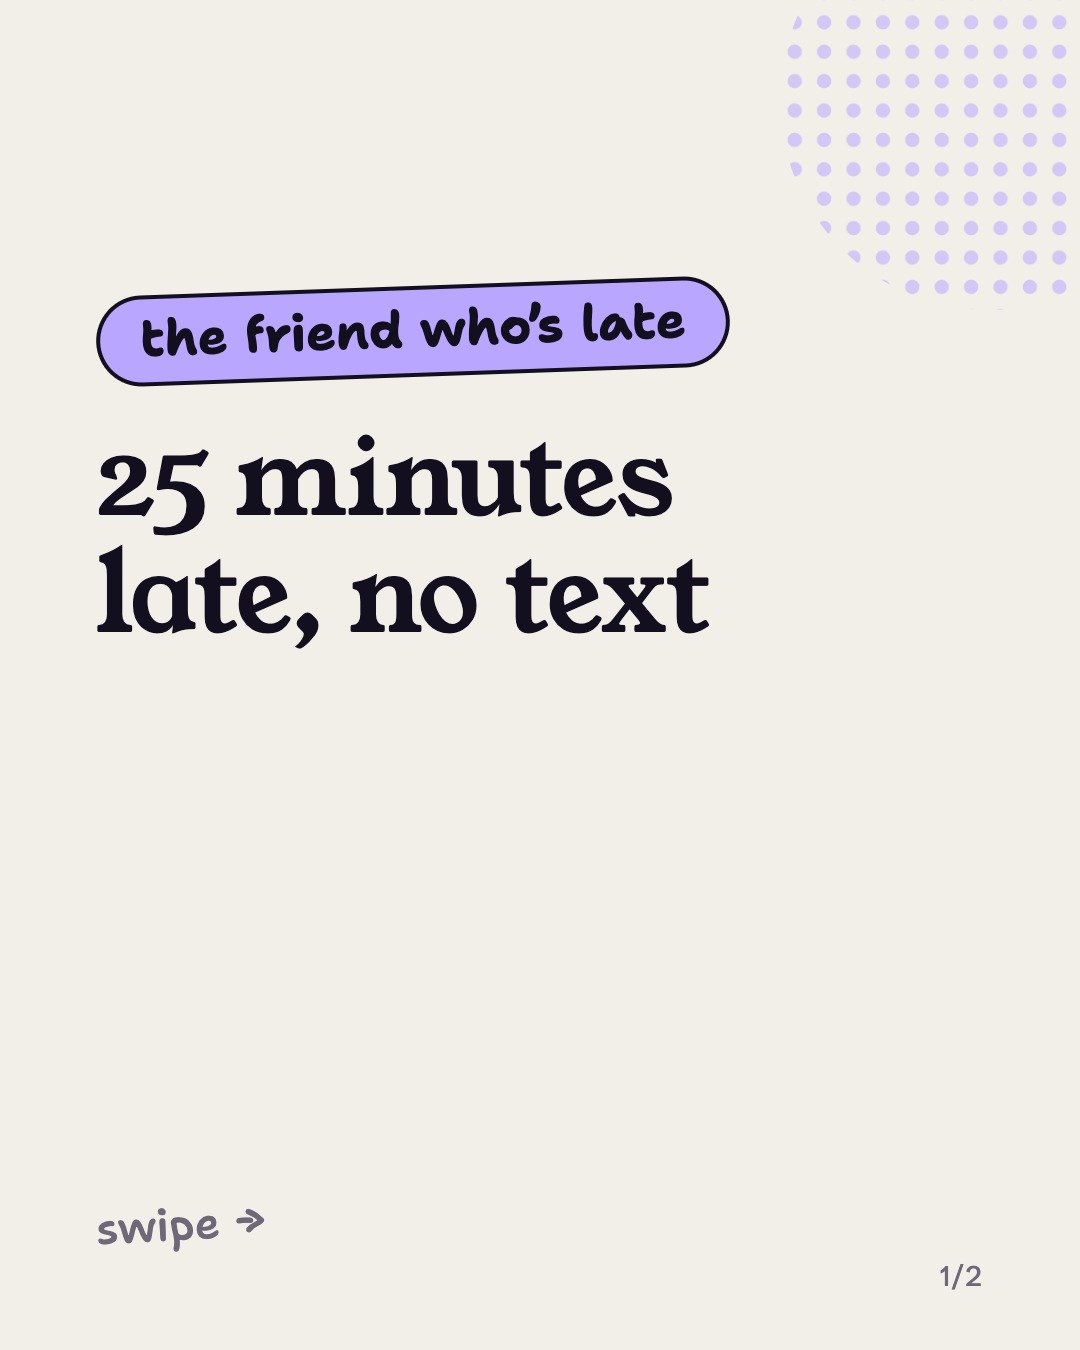 the friend who's late
25 minutes
late, no text
swipe →
1/2